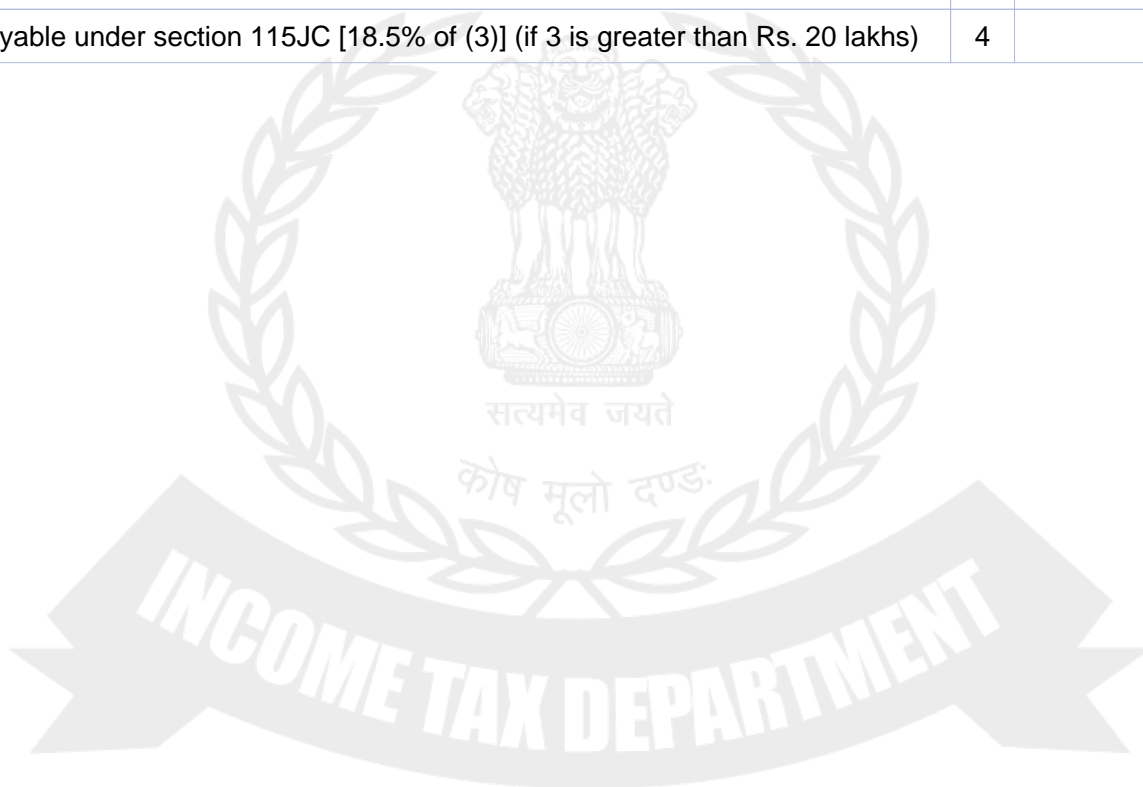 yable under section 115JC [18.5% of (3)] (if 3 is greater than Rs. 20 lakhs) 4
सत्यमेव जयते
कोष मूलो दण्डः
INCOME TAX DEPARTMENT